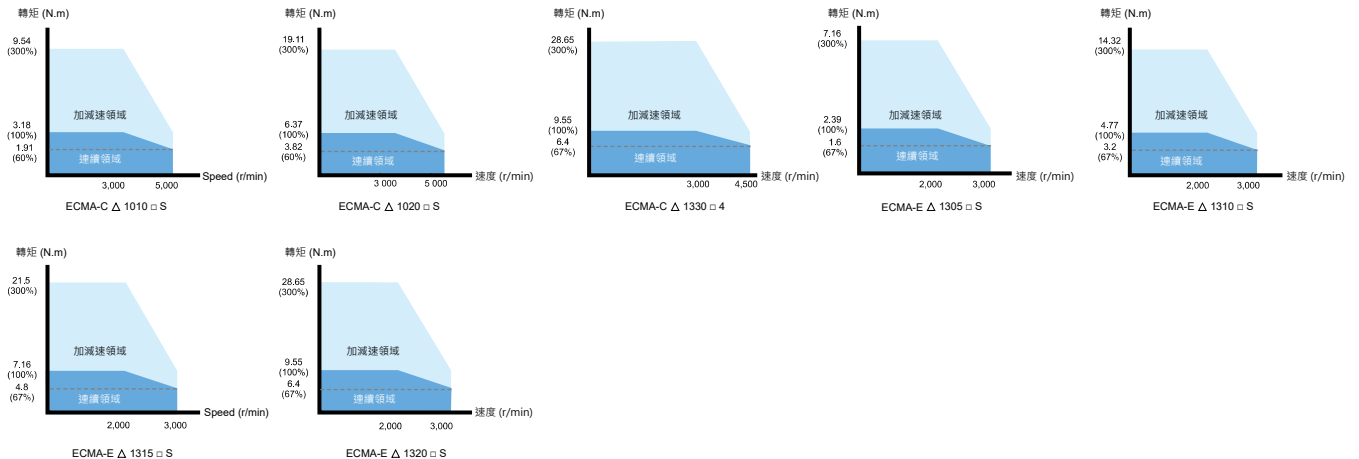 轉矩 (N.m)
9.54
(300%)
加減速領域
3.18
(100%)
1.91
(60%)
連續領域
3,000
5,000
Speed (r/min)
ECMA-C △ 1010 □ S
轉矩 (N.m)
19.11
(300%)
加減速領域
6.37
(100%)
3.82
(60%)
連續領域
3 000
5 000
速度 (r/min)
ECMA-C △ 1020 □ S
轉矩 (N.m)
28.65
(300%)
加減速領域
9.55
(100%)
6.4
(67%)
連續領域
3,000
4,500
速度 (r/min)
ECMA-C △ 1330 □ 4
轉矩 (N.m)
7.16
(300%)
加減速領域
2.39
(100%)
1.6
(67%)
連續領域
2,000
3,000
速度 (r/min)
ECMA-E △ 1305 □ S
轉矩 (N.m)
14.32
(300%)
加減速領域
4.77
(100%)
3.2
(67%)
連續領域
2,000
3,000
速度 (r/min)
ECMA-E △ 1310 □ S
轉矩 (N.m)
21.5
(300%)
加減速領域
7.16
(100%)
4.8
(67%)
連續領域
2,000
3,000
Speed (r/min)
ECMA-E △ 1315 □ S
轉矩 (N.m)
28.65
(300%)
加減速領域
9.55
(100%)
6.4
(67%)
連續領域
2,000
3,000
速度 (r/min)
ECMA-E △ 1320 □ S